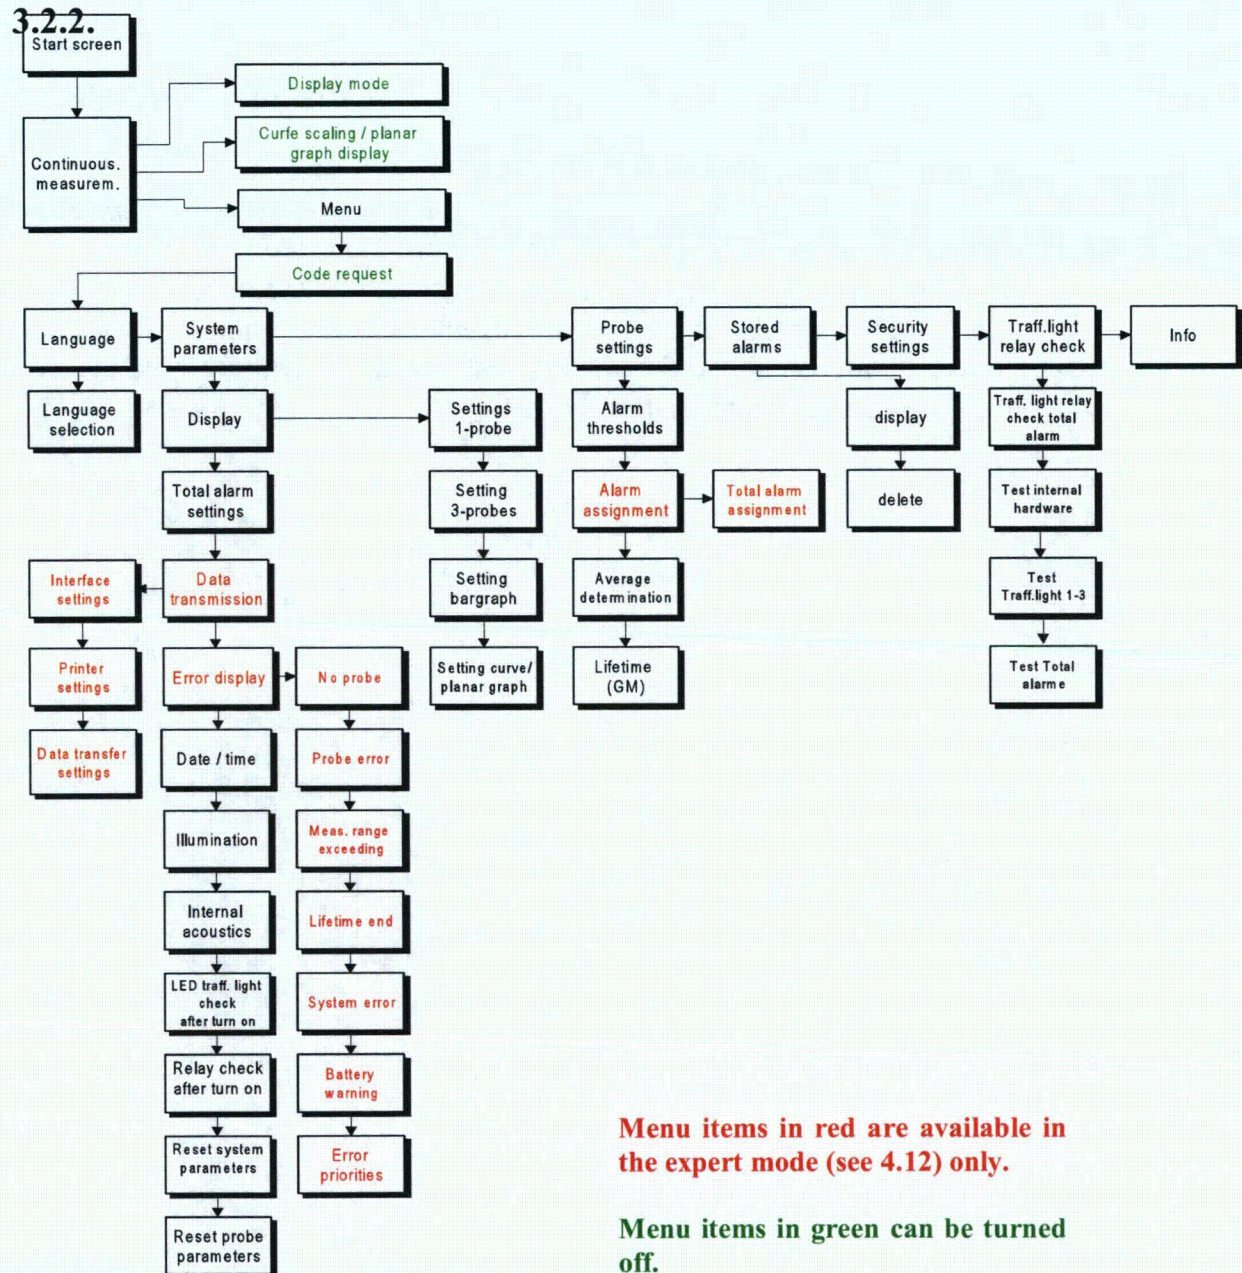 3.2.2.
Start screen
Display mode
Curfe scaling / planar
graph display
Continuous.
measurem.
Menu
Code request
Language
System
parameters
Probe
settings
Stored
alarms
Security
settings
Traff.light
relay check
Info
Language
selection
Display
Settings
1-probe
Alarm
thresholds
display
Traff. light relay
check total
alarm
Total alarm
settings
Setting
3-probes
Alarm
assignment
Total alarm
assignment
delete
Test internal
hardware
Interface
settings
Data
transmission
Setting
bargraph
Average
determination
Test
Traff.light 1-3
Printer
settings
Error display
No probe
Setting curve/
planar graph
Lifetime
(GM)
Test Total
alarme
Data transfer
settings
Date / time
Probe error
Illumination
Meas. range
exceeding
Internal
acoustics
Lifetime end
LED traff. light
check
after turn on
System error
Relay check
after turn on
Battery
warning
Reset system
parameters
Error
priorities
Reset probe
parameters
Menu items in red are available in
the expert mode (see 4.12) only.
Menu items in green can be turned
off.